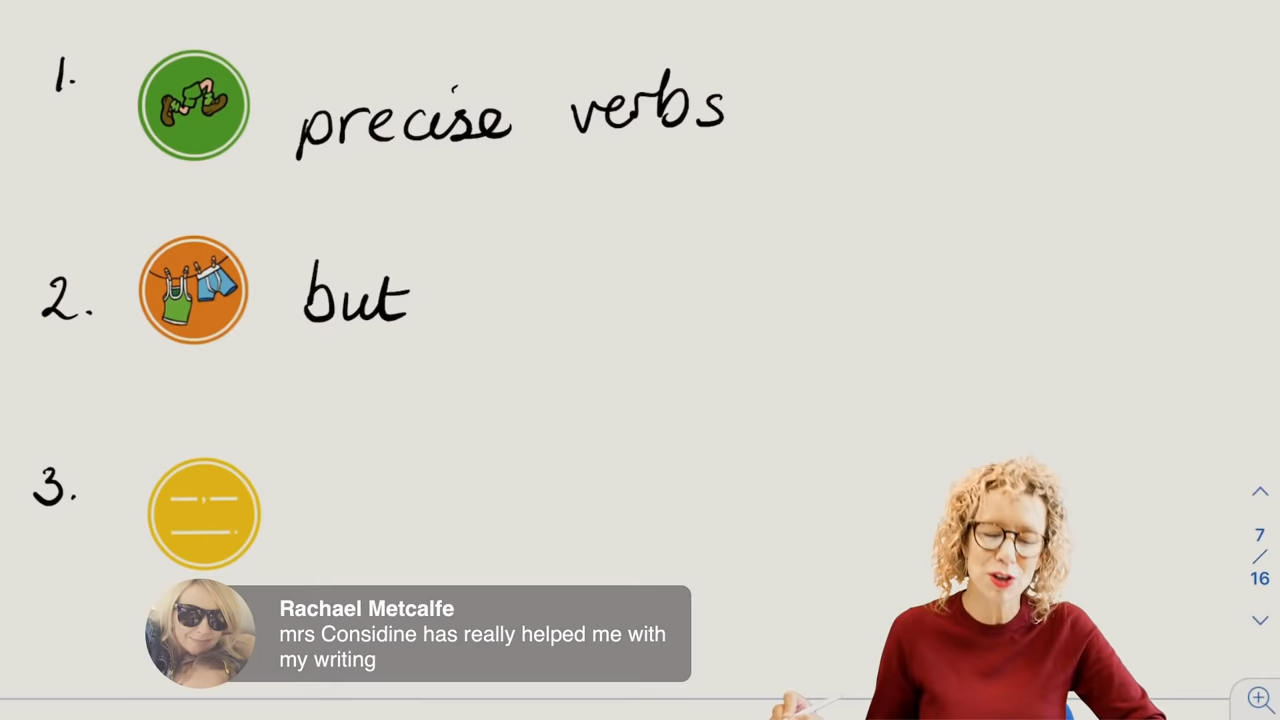 1.
precise verbs
2.
but
3.
Rachael Metcalfe
mrs Considine has really helped me with
my writing
7
/
16